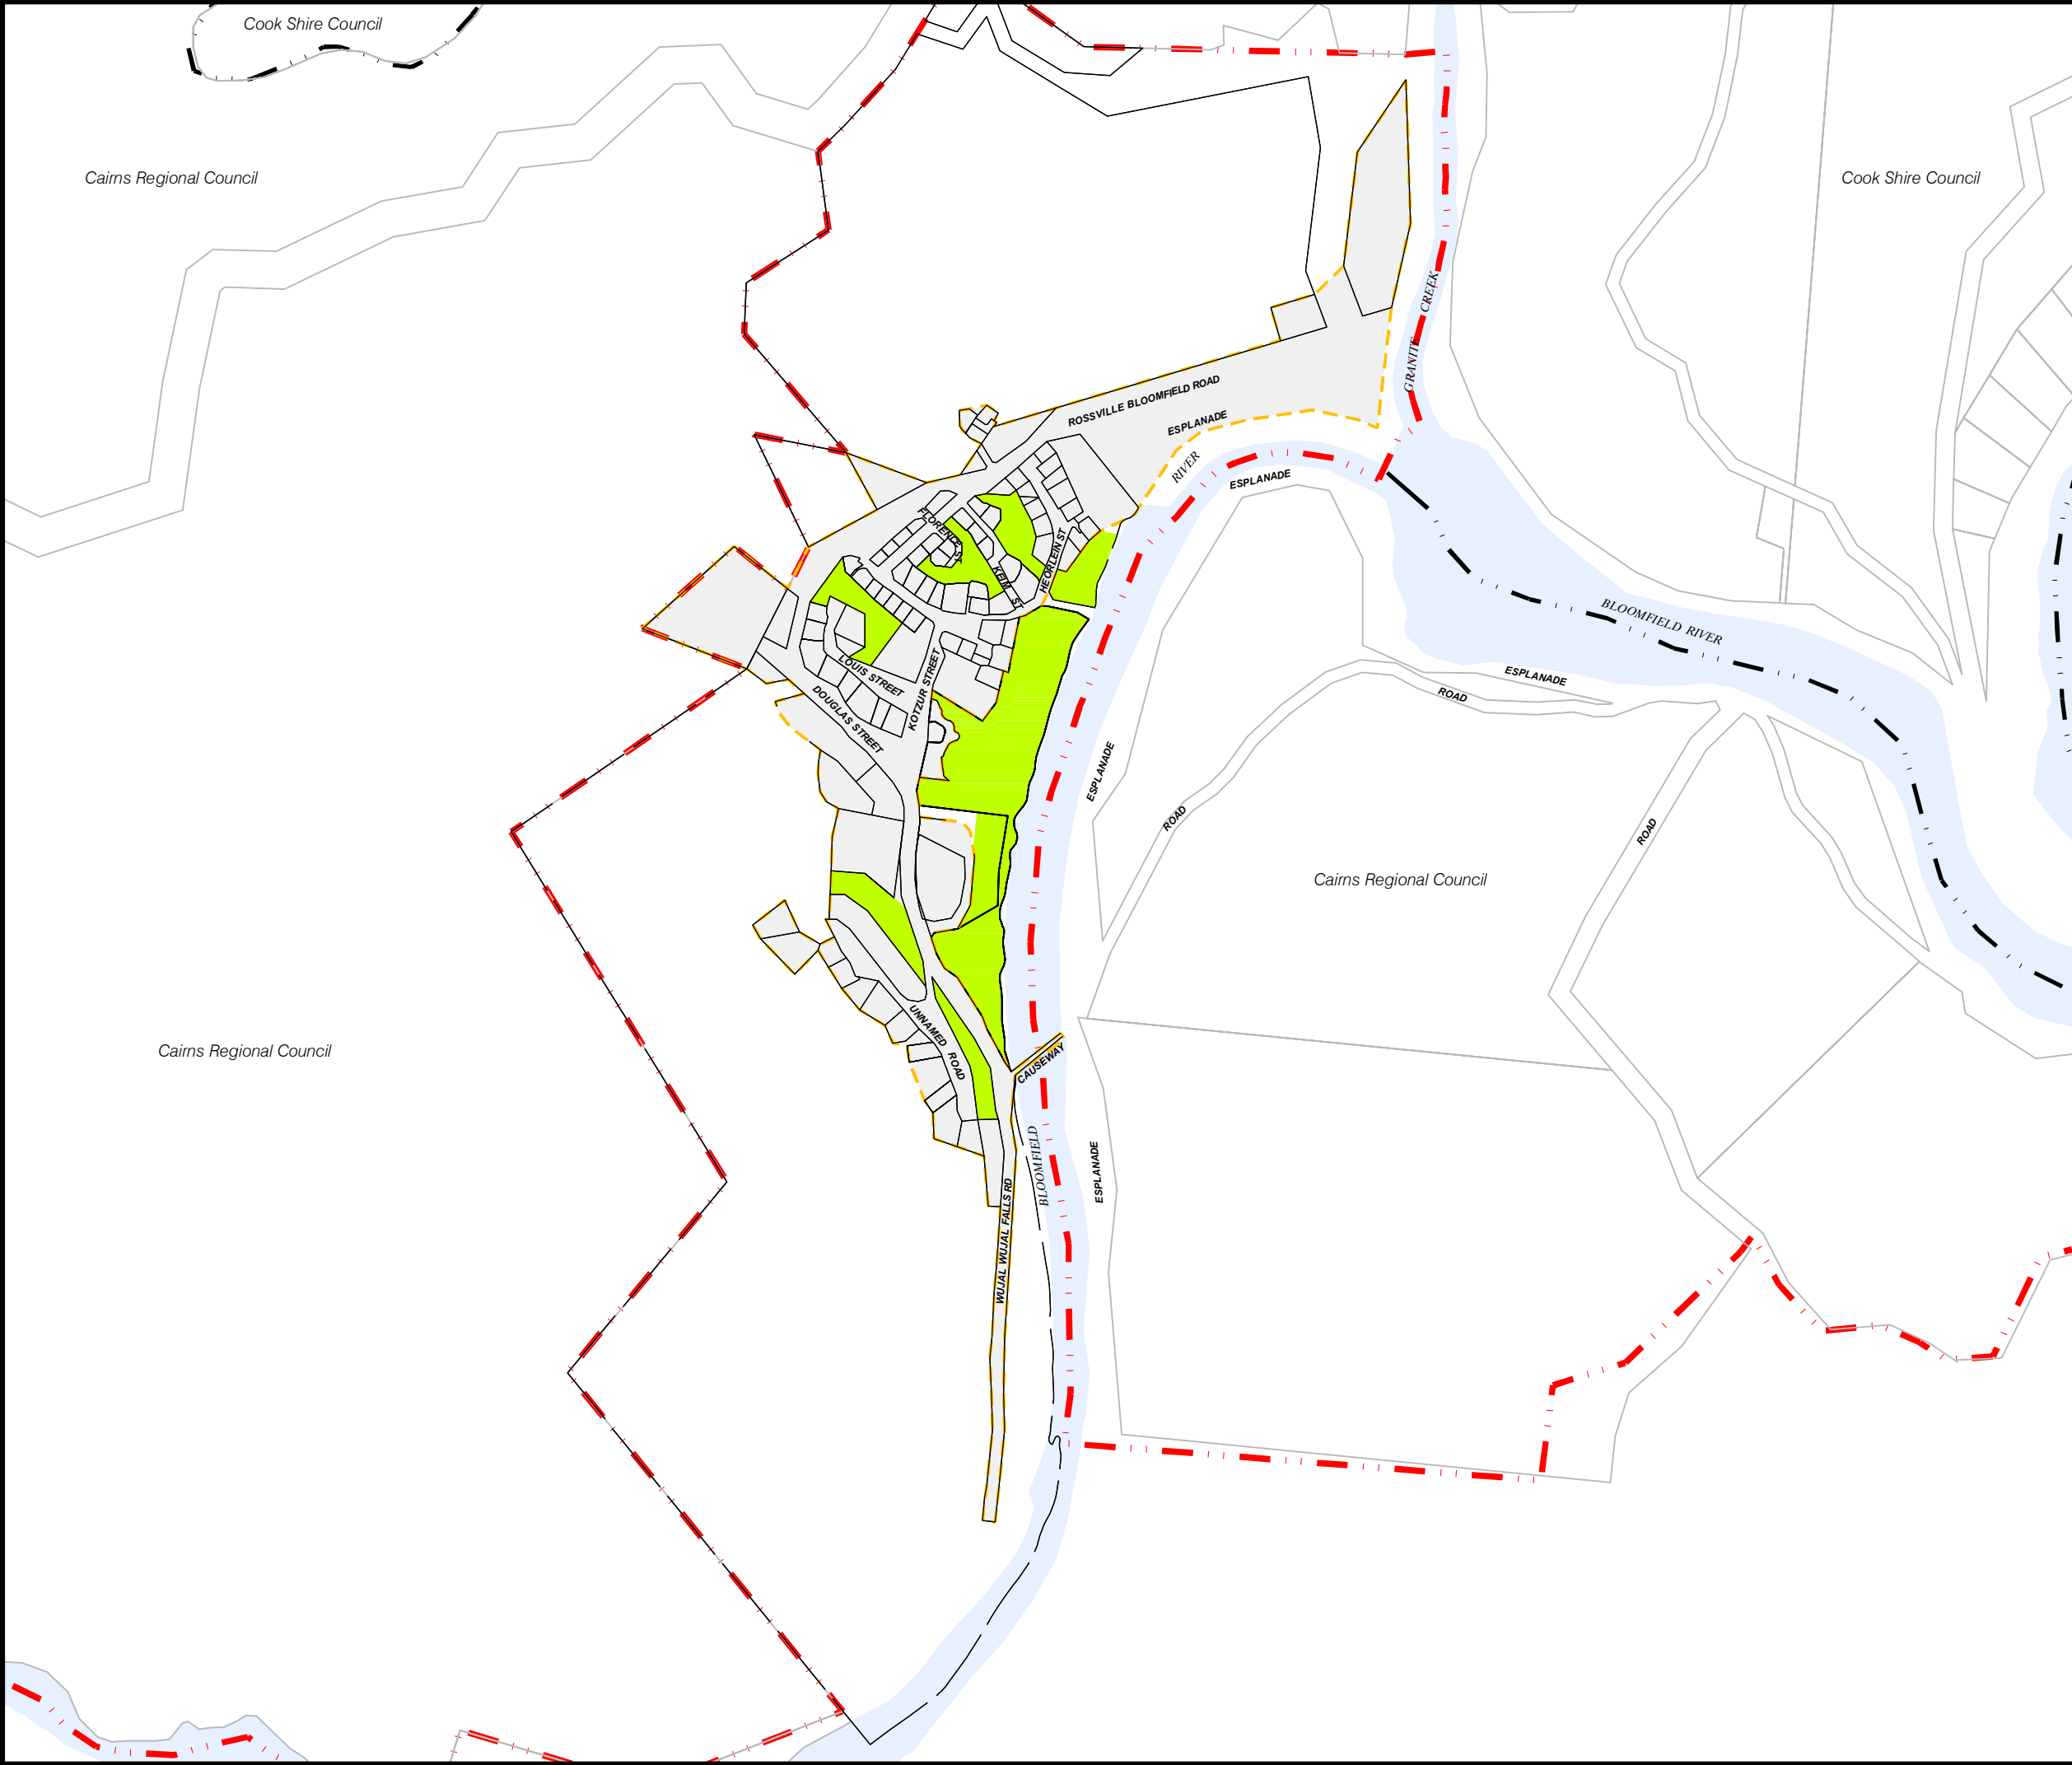 Cook Shire Council
Cairns Regional Council
Cook Shire Council
GRANITE CREEK
ROSSVILLE BLOOMFIELD ROAD
ESPLANADE
RIVER
ESPLANADE
FLORENCE ST
KEIM ST
HEORLEIN ST
BLOOMFIELD RIVER
LOUIS STREET
KOTZUR STREET
DOUGLAS STREET
ESPLANADE
ROAD
ESPLANADE
ROAD
ROAD
Cairns Regional Council
UNNAMED ROAD
CAUSEWAY
Cairns Regional Council
BLOOMFIELD
ESPLANADE
WUJAL WUJAL FALLS RD